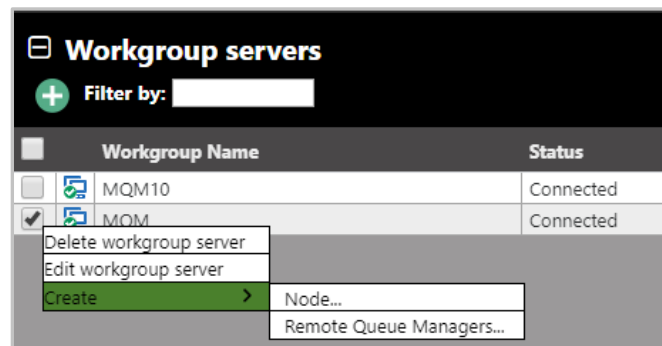 Workgroup servers
Filter by:
Workgroup Name Status
MQM10 Connected
MQM Connected
Delete workgroup server
Edit workgroup server
Create >
Node...
Remote Queue Managers...